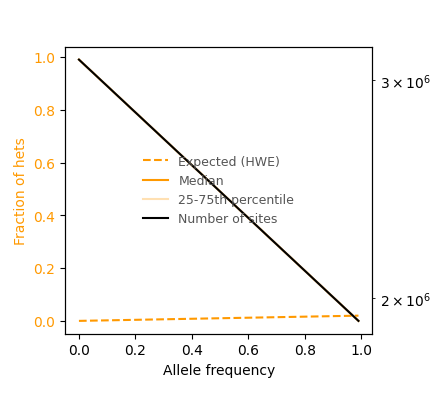 1.0
0.8
0.6
0.4
0.2
0.0
Fraction of hets
3 × 10⁶
2 × 10⁶
Expected (HWE)
Median
25-75th percentile
Number of sites
0.0 0.2 0.4 0.6 0.8 1.0
Allele frequency